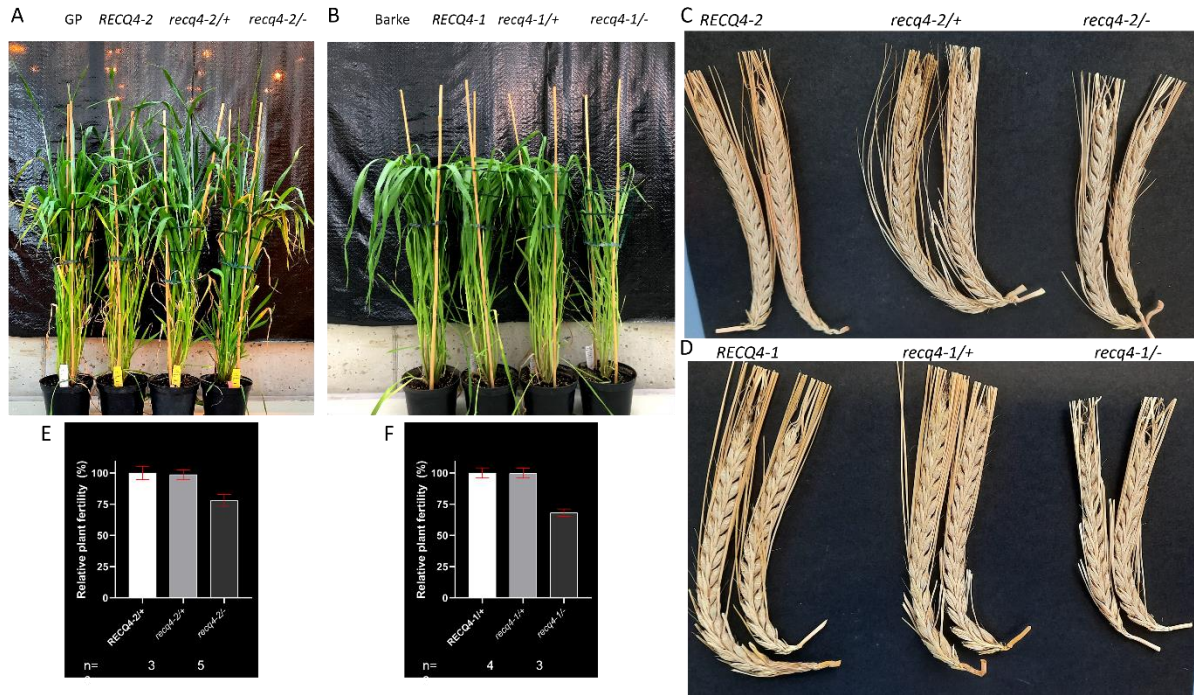 A
GP RECQ4-2 recq4-2/+ recq4-2/-
B
Barke RECQ4-1 recq4-1/+ recq4-1/-
C
RECQ4-2 recq4-2/+ recq4-2/-
D
RECQ4-1 recq4-1/+ recq4-1/-
E
Relative plant fertility (%)
100
75
50
25
0
RECQ4-2/+ recq4-2/+ recq4-2/-
n= 3 5
F
Relative plant fertility (%)
100
75
50
25
0
RECQ4-1/+ recq4-1/+ recq4-1/-
n= 4 3